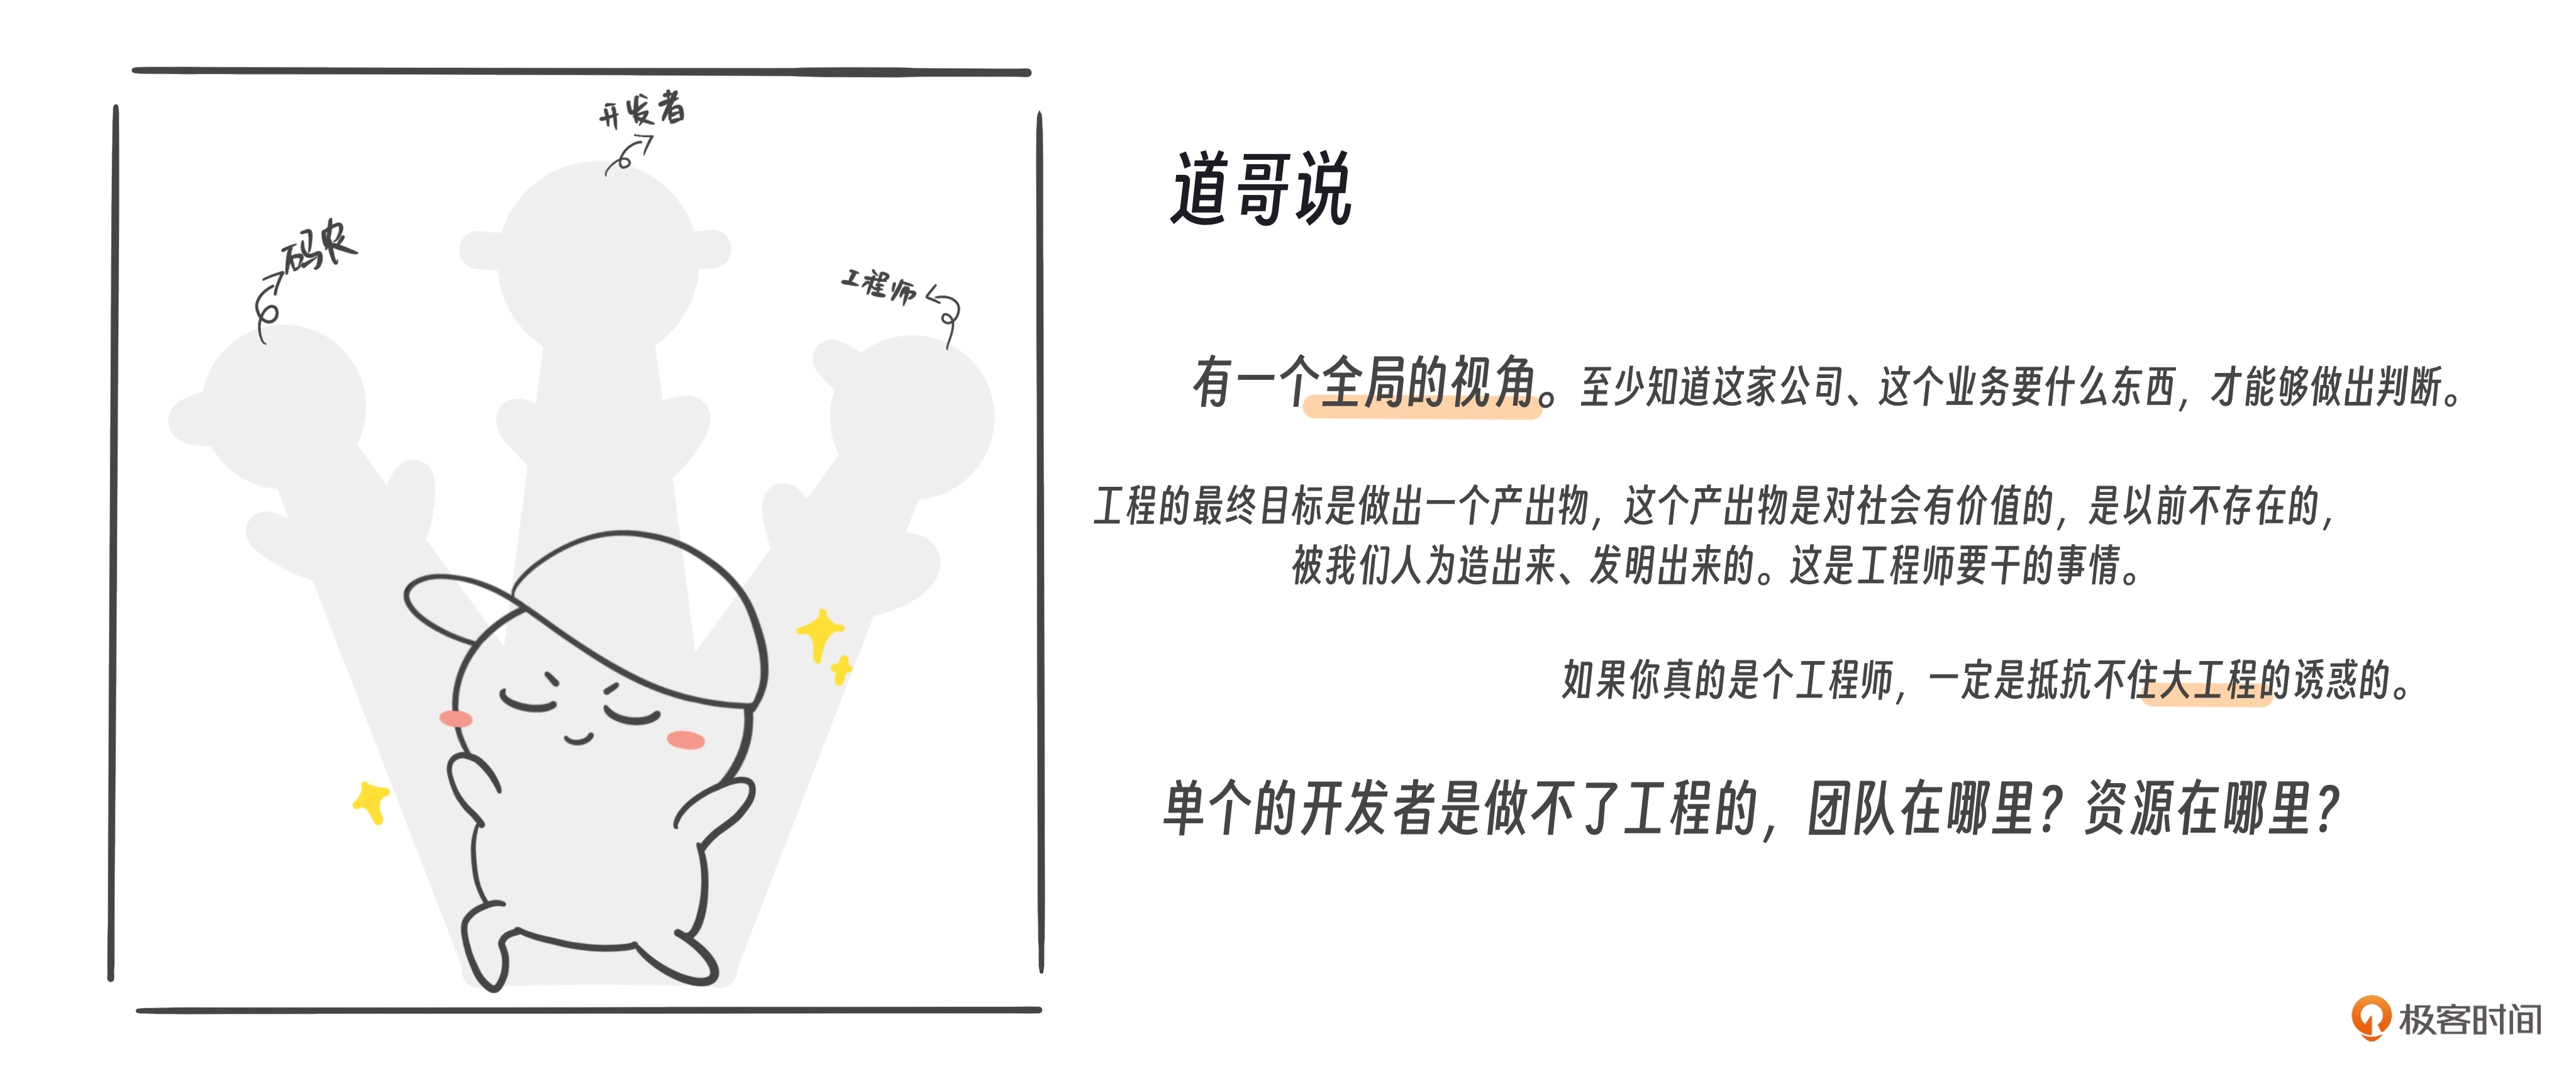 开发者
码农
工程师
道哥说
有一个全局的视角。至少知道这家公司、这个业务要什么东西，才能够做出判断。
工程的最终目标是做出一个产出物，这个产出物是对社会有价值的，是以前不存在的，
被我们人为造出来、发明出来的。这是工程师要干的事情。
如果你真的是个工程师，一定是抵抗不住大工程的诱惑的。
单个的开发者是做不了工程的，团队在哪里？资源在哪里？
极客时间